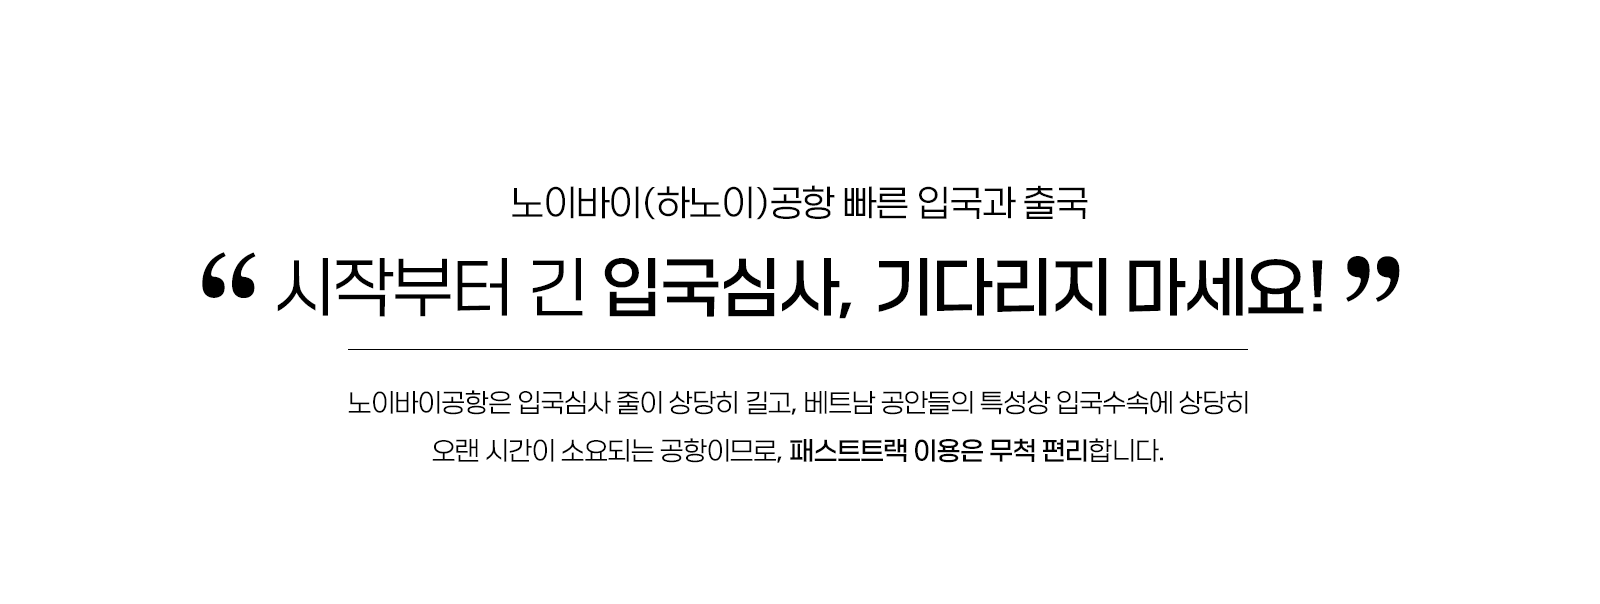 노이바이(하노이)공항 빠른 입국과 출국
“ 시작부터 긴 입국심사, 기다리지 마세요! ”
노이바이공항은 입국심사 줄이 상당히 길고, 베트남 공안들의 특성상 입국수속에 상당히
오랜 시간이 소요되는 공항이므로, 패스트트랙 이용은 무척 편리합니다.